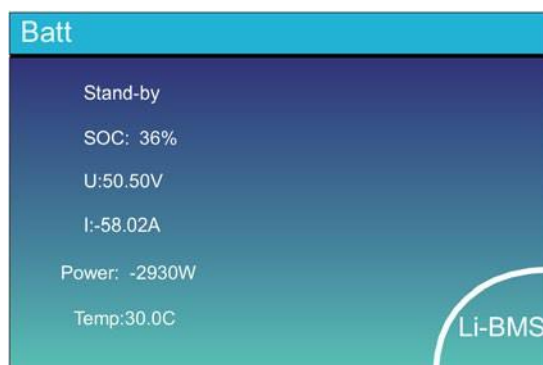 Batt
Stand-by
SOC: 36%
U:50.50V
I:-58.02A
Power: -2930W
Temp:30.0C
Li-BMS